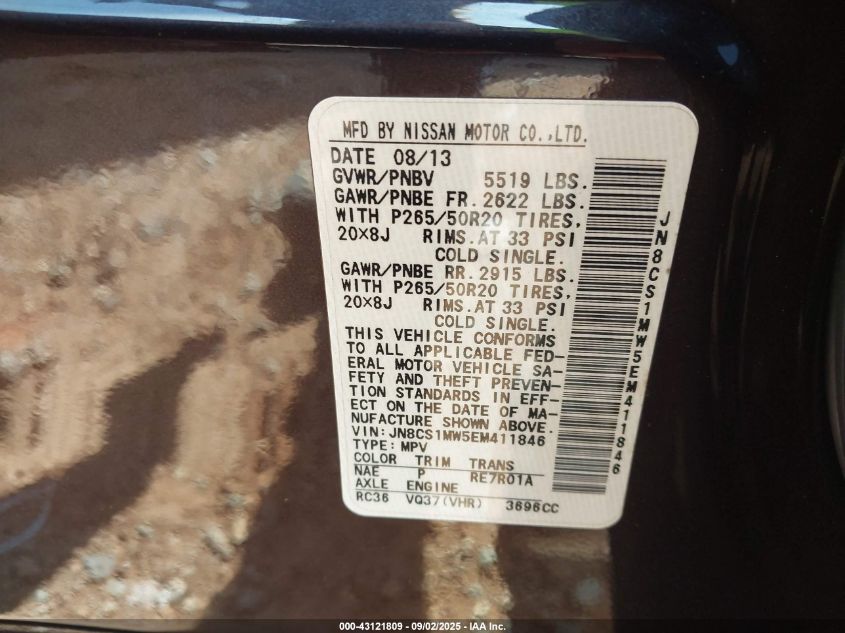 MFD BY NISSAN MOTOR CO.,LTD.
DATE 08/13
GVWR/PNBV 5519 LBS.
GAWR/PNBE FR. 2622 LBS.
WITH P265/50R20 TIRES,
20×8J RIMS. AT 33 PSI
COLD SINGLE.
GAWR/PNBE RR. 2915 LBS.
WITH P265/50R20 TIRES,
20×8J RIMS. AT 33 PSI
COLD SINGLE.
THIS VEHICLE CONFORMS
TO ALL APPLICABLE FED-
ERAL MOTOR VEHICLE SA-
FETY AND THEFT PREVEN-
TION STANDARDS IN EFF-
ECT ON THE DATE OF MA-
NUFACTURE SHOWN ABOVE.
VIN: JN8CS1MW5EM411846
TYPE: MPV
COLOR TRIM TRANS
NAE P RE7R01A
AXLE ENGINE
RC36 VQ37(VHR) 3696CC
JN8CS1MW5EM411846
000-43121809 - 09/02/2025 - IAA Inc.